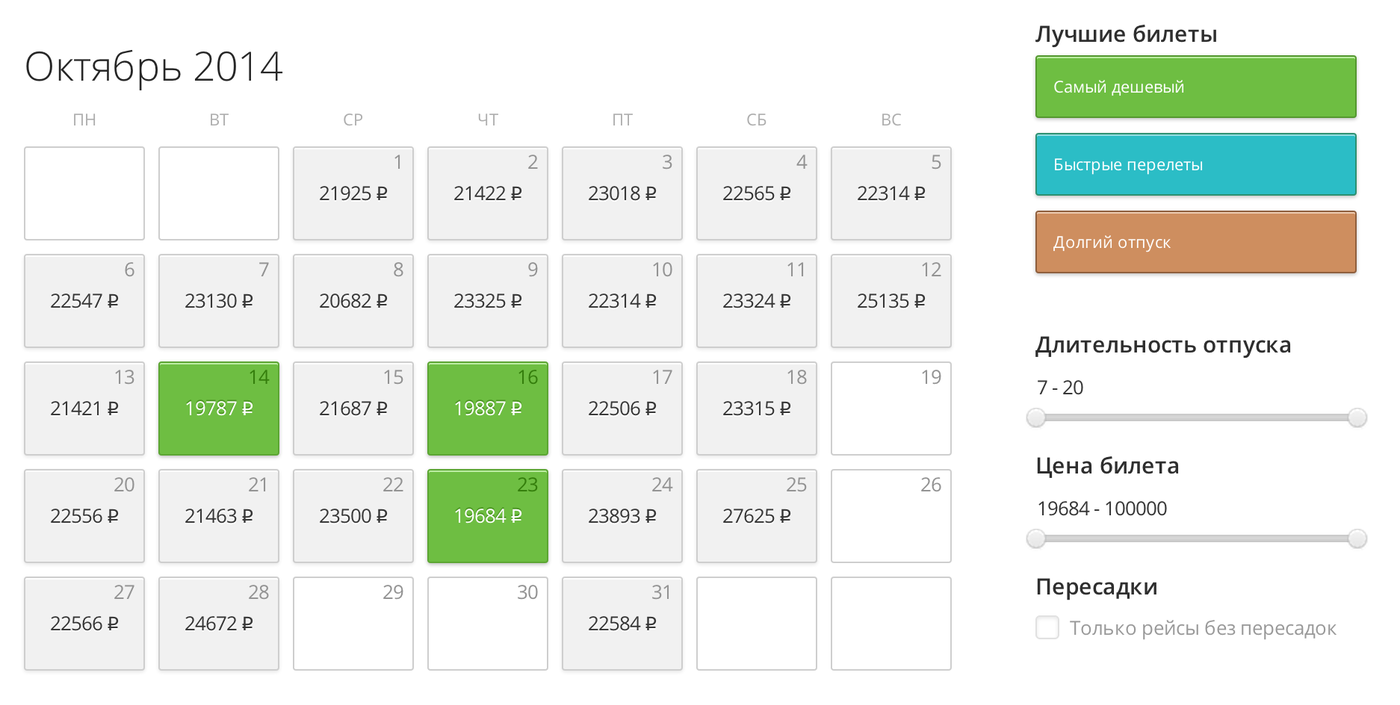 Октябрь 2014
ПН ВТ СР ЧТ ПТ СБ ВС
1 2 3 4 5
21925 ₽ 21422 ₽ 23018 ₽ 22565 ₽ 22314 ₽
6 7 8 9 10 11 12
22547 ₽ 23130 ₽ 20682 ₽ 23325 ₽ 22314 ₽ 23324 ₽ 25135 ₽
13 14 15 16 17 18 19
21421 ₽ 19787 ₽ 21687 ₽ 19887 ₽ 22506 ₽ 23315 ₽
20 21 22 23 24 25 26
22556 ₽ 21463 ₽ 23500 ₽ 19684 ₽ 23893 ₽ 27625 ₽
27 28 29 30 31
22566 ₽ 24672 ₽ 22584 ₽
Лучшие билеты
Самый дешевый
Быстрые перелеты
Долгий отпуск
Длительность отпуска
7 - 20
Цена билета
19684 - 100000
Пересадки
Только рейсы без пересадок